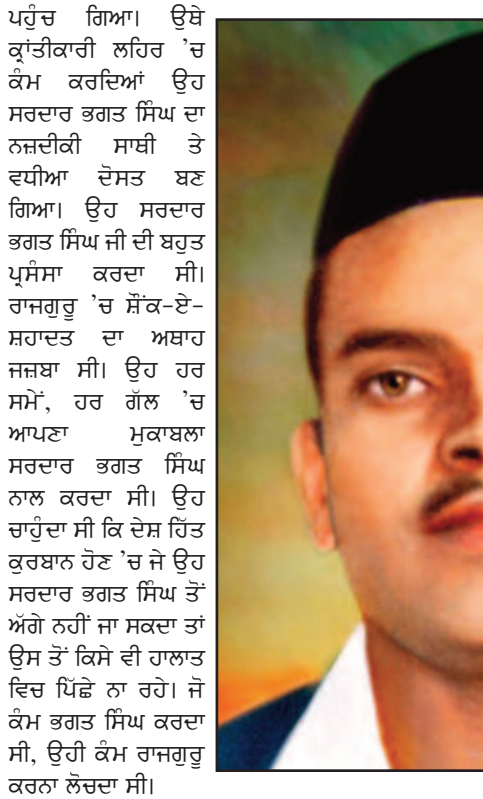 ਪਹੁੰਚ ਗਿਆ। ਉਥੇ
ਕ੍ਰਾਂਤੀਕਾਰੀ ਲਹਿਰ ’ਚ
ਕੰਮ ਕਰਦਿਆਂ ਉਹ
ਸਰਦਾਰ ਭਗਤ ਸਿੰਘ ਦਾ
ਨਜ਼ਦੀਕੀ ਸਾਥੀ ਤੇ
ਵਧੀਆ ਦੋਸਤ ਬਣ
ਗਿਆ। ਉਹ ਸਰਦਾਰ
ਭਗਤ ਸਿੰਘ ਜੀ ਦੀ ਬਹੁਤ
ਪ੍ਰਸੰਸਾ ਕਰਦਾ ਸੀ।
ਰਾਜਗੁਰੂ ’ਚ ਸ਼ੌਂਕ-ਏ-
ਸ਼ਹਾਦਤ ਦਾ ਅਥਾਹ
ਜਜ਼ਬਾ ਸੀ। ਉਹ ਹਰ
ਸਮੇਂ, ਹਰ ਗੱਲ ’ਚ
ਆਪਣਾ ਮੁਕਾਬਲਾ
ਸਰਦਾਰ ਭਗਤ ਸਿੰਘ
ਨਾਲ ਕਰਦਾ ਸੀ। ਉਹ
ਚਾਹੁੰਦਾ ਸੀ ਕਿ ਦੇਸ਼ ਹਿੱਤ
ਕੁਰਬਾਨ ਹੋਣ ’ਚ ਜੇ ਉਹ
ਸਰਦਾਰ ਭਗਤ ਸਿੰਘ ਤੋਂ
ਅੱਗੇ ਨਹੀਂ ਜਾ ਸਕਦਾ ਤਾਂ
ਉਸ ਤੋਂ ਕਿਸੇ ਵੀ ਹਾਲਾਤ
ਵਿਚ ਪਿੱਛੇ ਨਾ ਰਹੇ। ਜੋ
ਕੰਮ ਭਗਤ ਸਿੰਘ ਕਰਦਾ
ਸੀ, ਉਹੀ ਕੰਮ ਰਾਜਗੁਰੂ
ਕਰਨਾ ਲੋਚਦਾ ਸੀ।